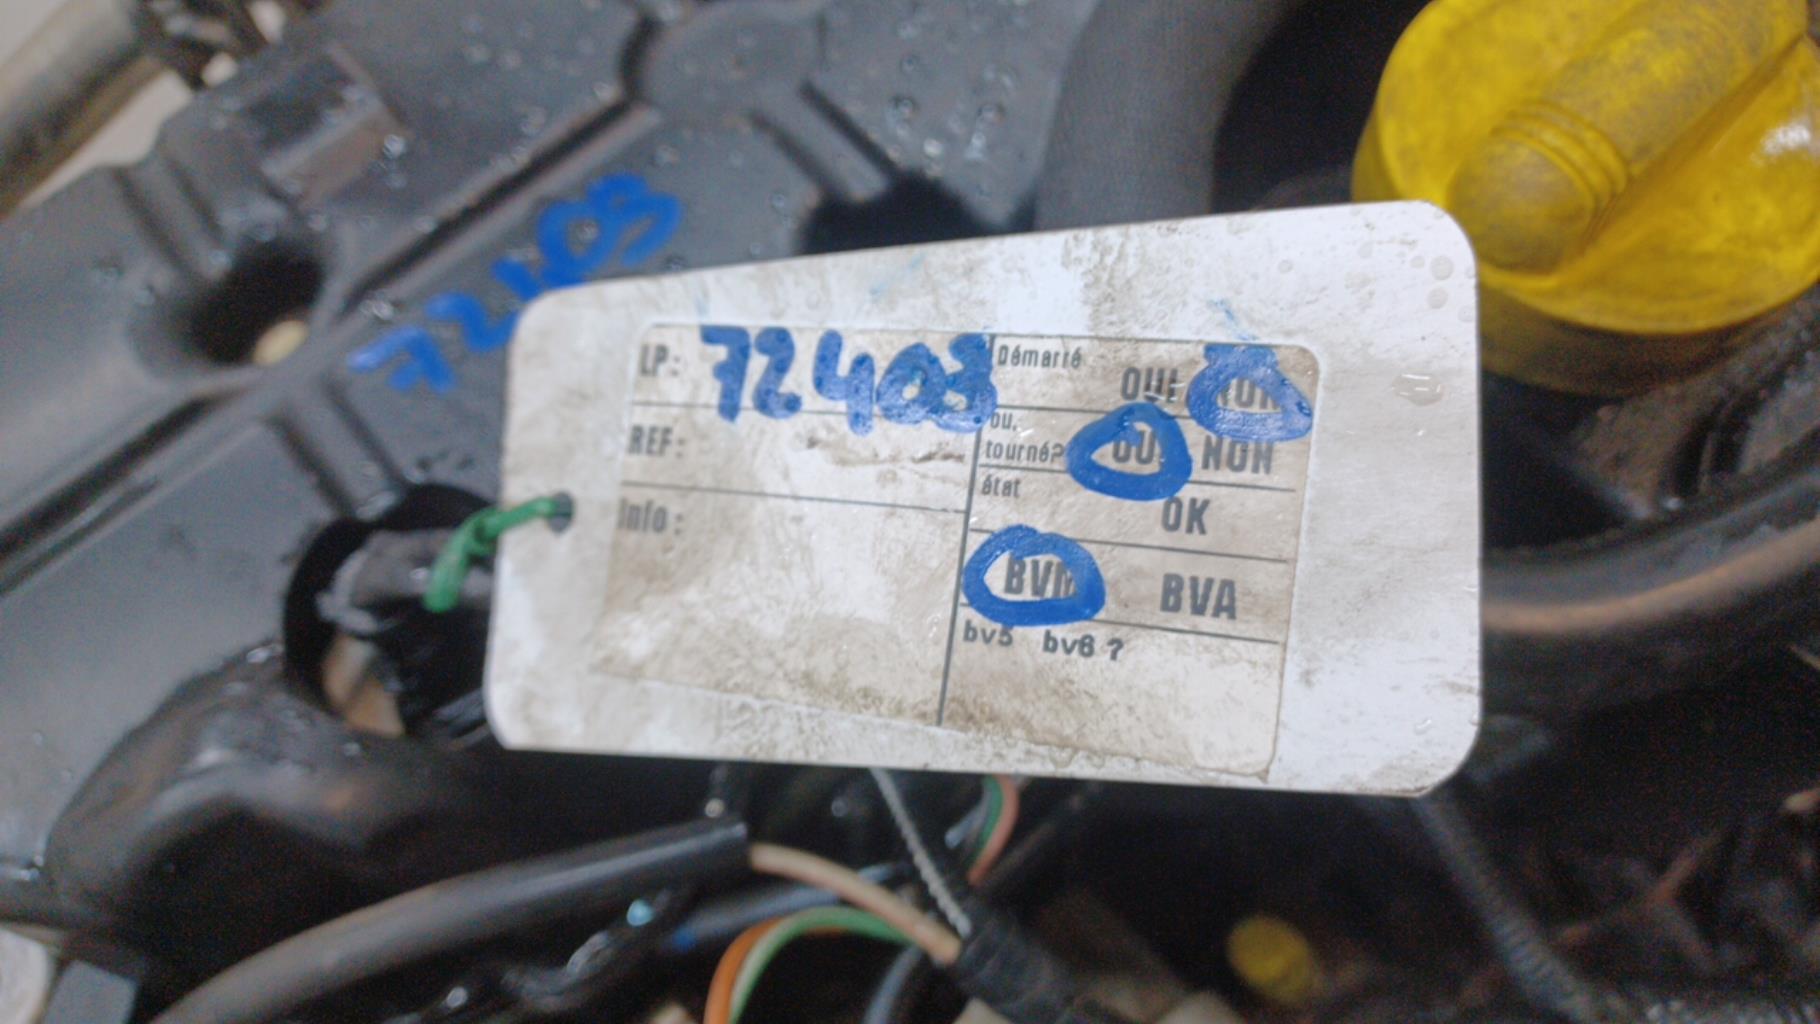 72403
LP: 72403
Démarré OUI NON
REF:
ou, tourné? OUI NON
état OK
Info:
BVM BVA
bv5 bv6 ?